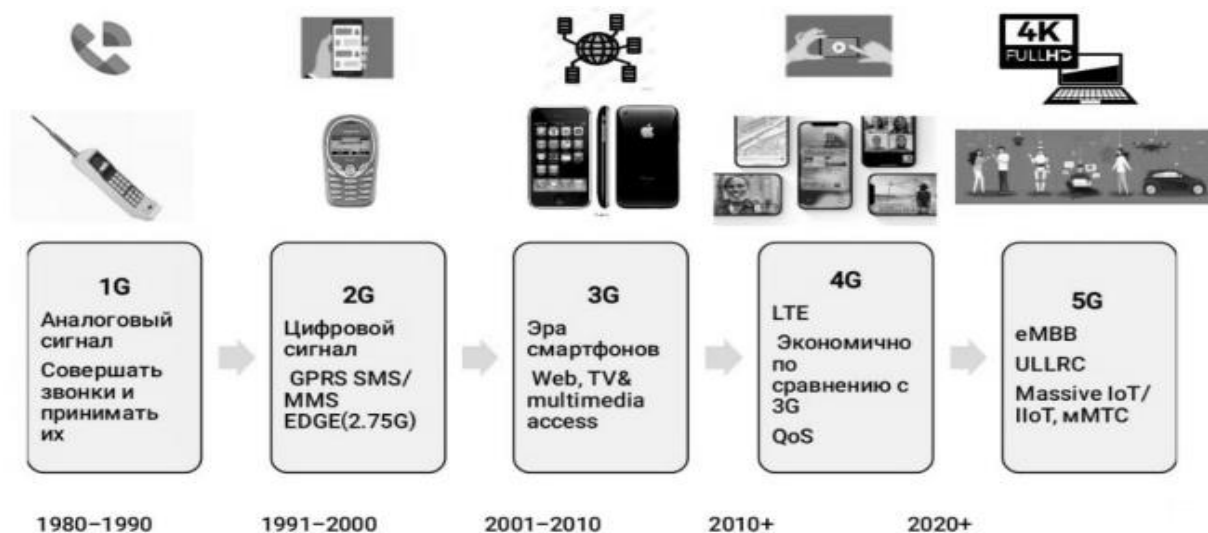 4K
FULLHD
1G
Аналоговый
сигнал
Совершать
звонки и
принимать
их
2G
Цифровой
сигнал
GPRS SMS/
MMS
EDGE(2.75G)
3G
Эра
смартфонов
Web, TV&
multimedia
access
4G
LTE
Экономично
по
сравнению с
3G
QoS
5G
eMBB
ULLRC
Massive IoT/
IIoT, мМТС
1980–1990
1991–2000
2001–2010
2010+
2020+